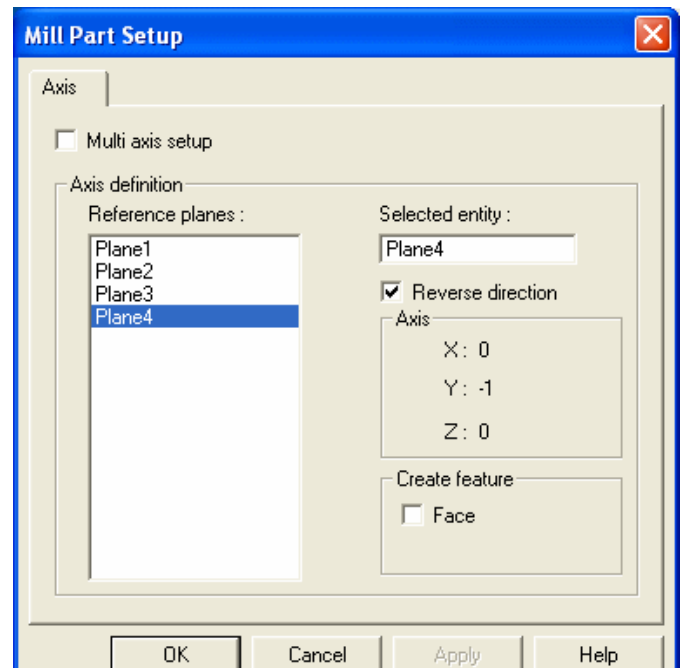 Mill Part Setup
Axis
Multi axis setup
Axis definition
Reference planes :
Plane1
Plane2
Plane3
Plane4
Selected entity :
Plane4
Reverse direction
Axis
X : 0
Y : -1
Z : 0
Create feature
Face
OK Cancel Apply Help